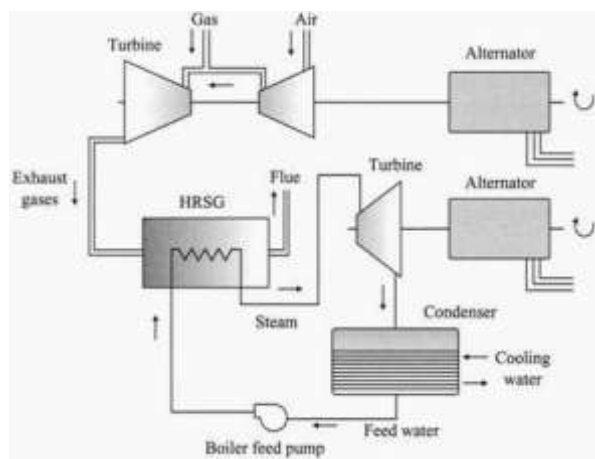 Gas
Air
Turbine
Alternator
Exhaust
gases
HRSG
Flue
Turbine
Alternator
Steam
Condenser
Cooling
water
Feed water
Boiler feed pump